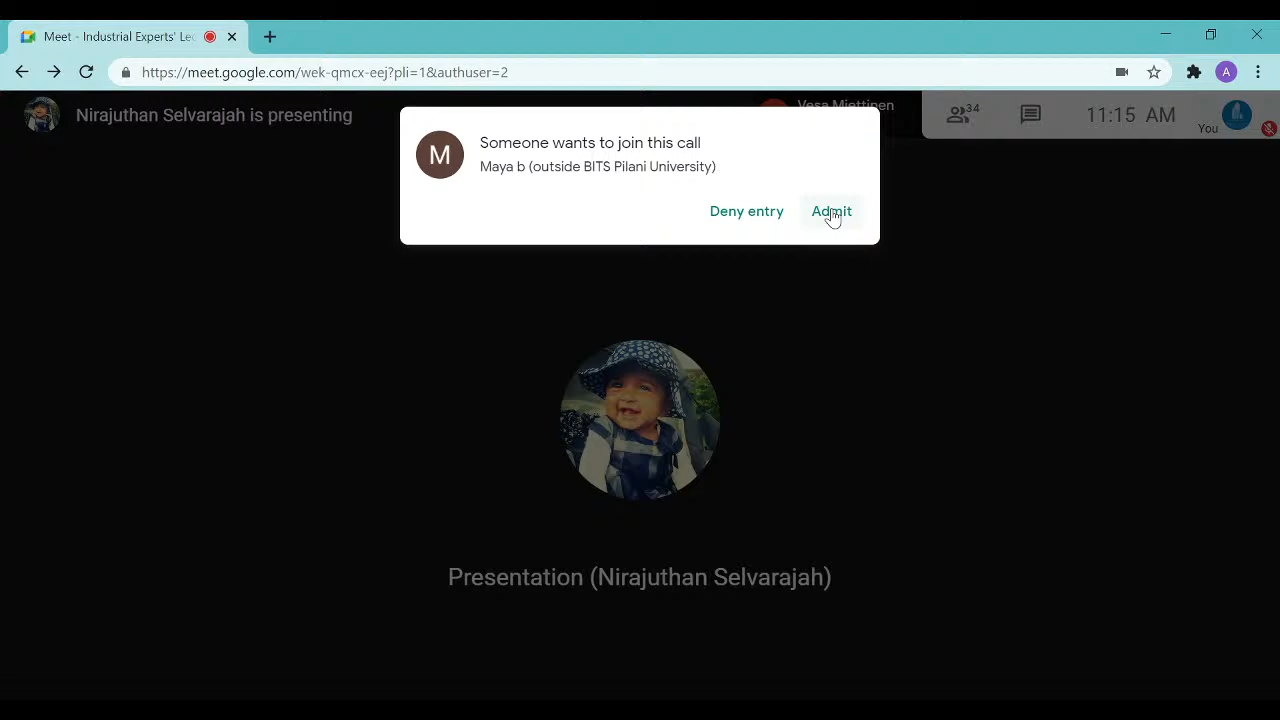 Meet - Industrial Experts' Le
https://meet.google.com/wek-qmcx-eej?pli=1&authuser=2
A
Nirajuthan Selvarajah is presenting
Vesa Miettinen
34
11:15 AM
You
M
Someone wants to join this call
Maya b (outside BITS Pilani University)
Deny entry
Admit
Presentation (Nirajuthan Selvarajah)